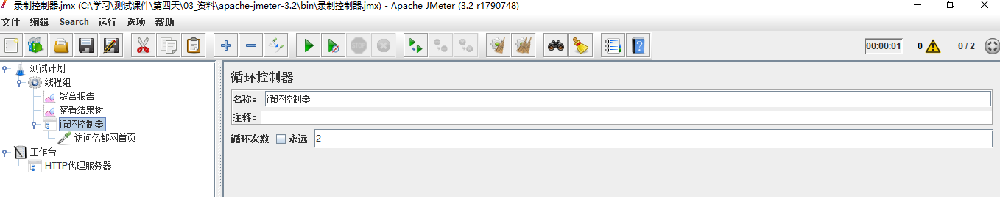 录制控制器.jmx (C:\学习\测试课件\第四天\03_资料\apache-jmeter-3.2\bin\录制控制器.jmx) - Apache JMeter (3.2 r1790748)
文件 编辑 Search 运行 选项 帮助
STOP
00:00:01 0 0 / 2
测试计划
线程组
聚合报告
察看结果树
循环控制器
访问亿都网首页
工作台
HTTP代理服务器
循环控制器
名称： 循环控制器
注释：
循环次数 永远 2